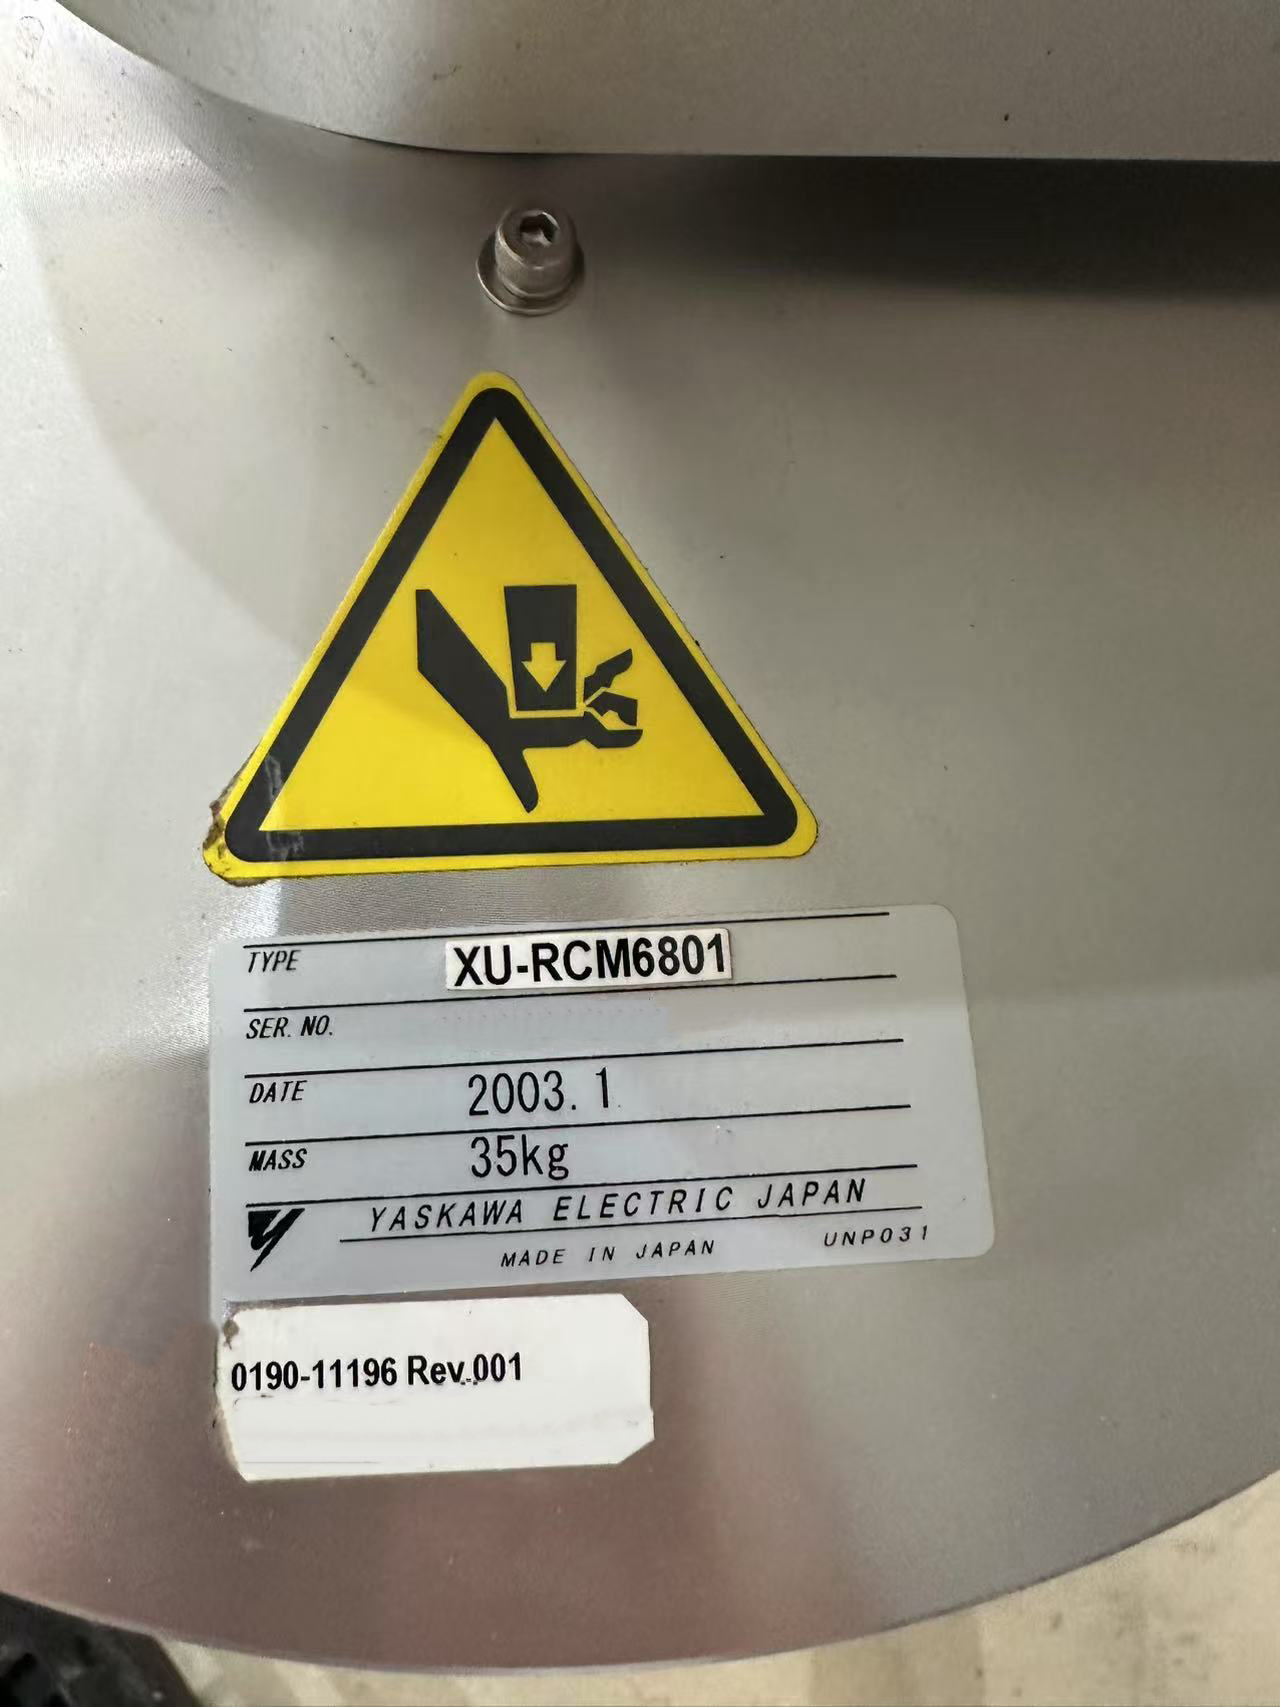 TYPE XU-RCM6801
SER. NO.
DATE 2003. 1
MASS 35kg
YASKAWA ELECTRIC JAPAN
MADE IN JAPAN UNP031
0190-11196 Rev.001